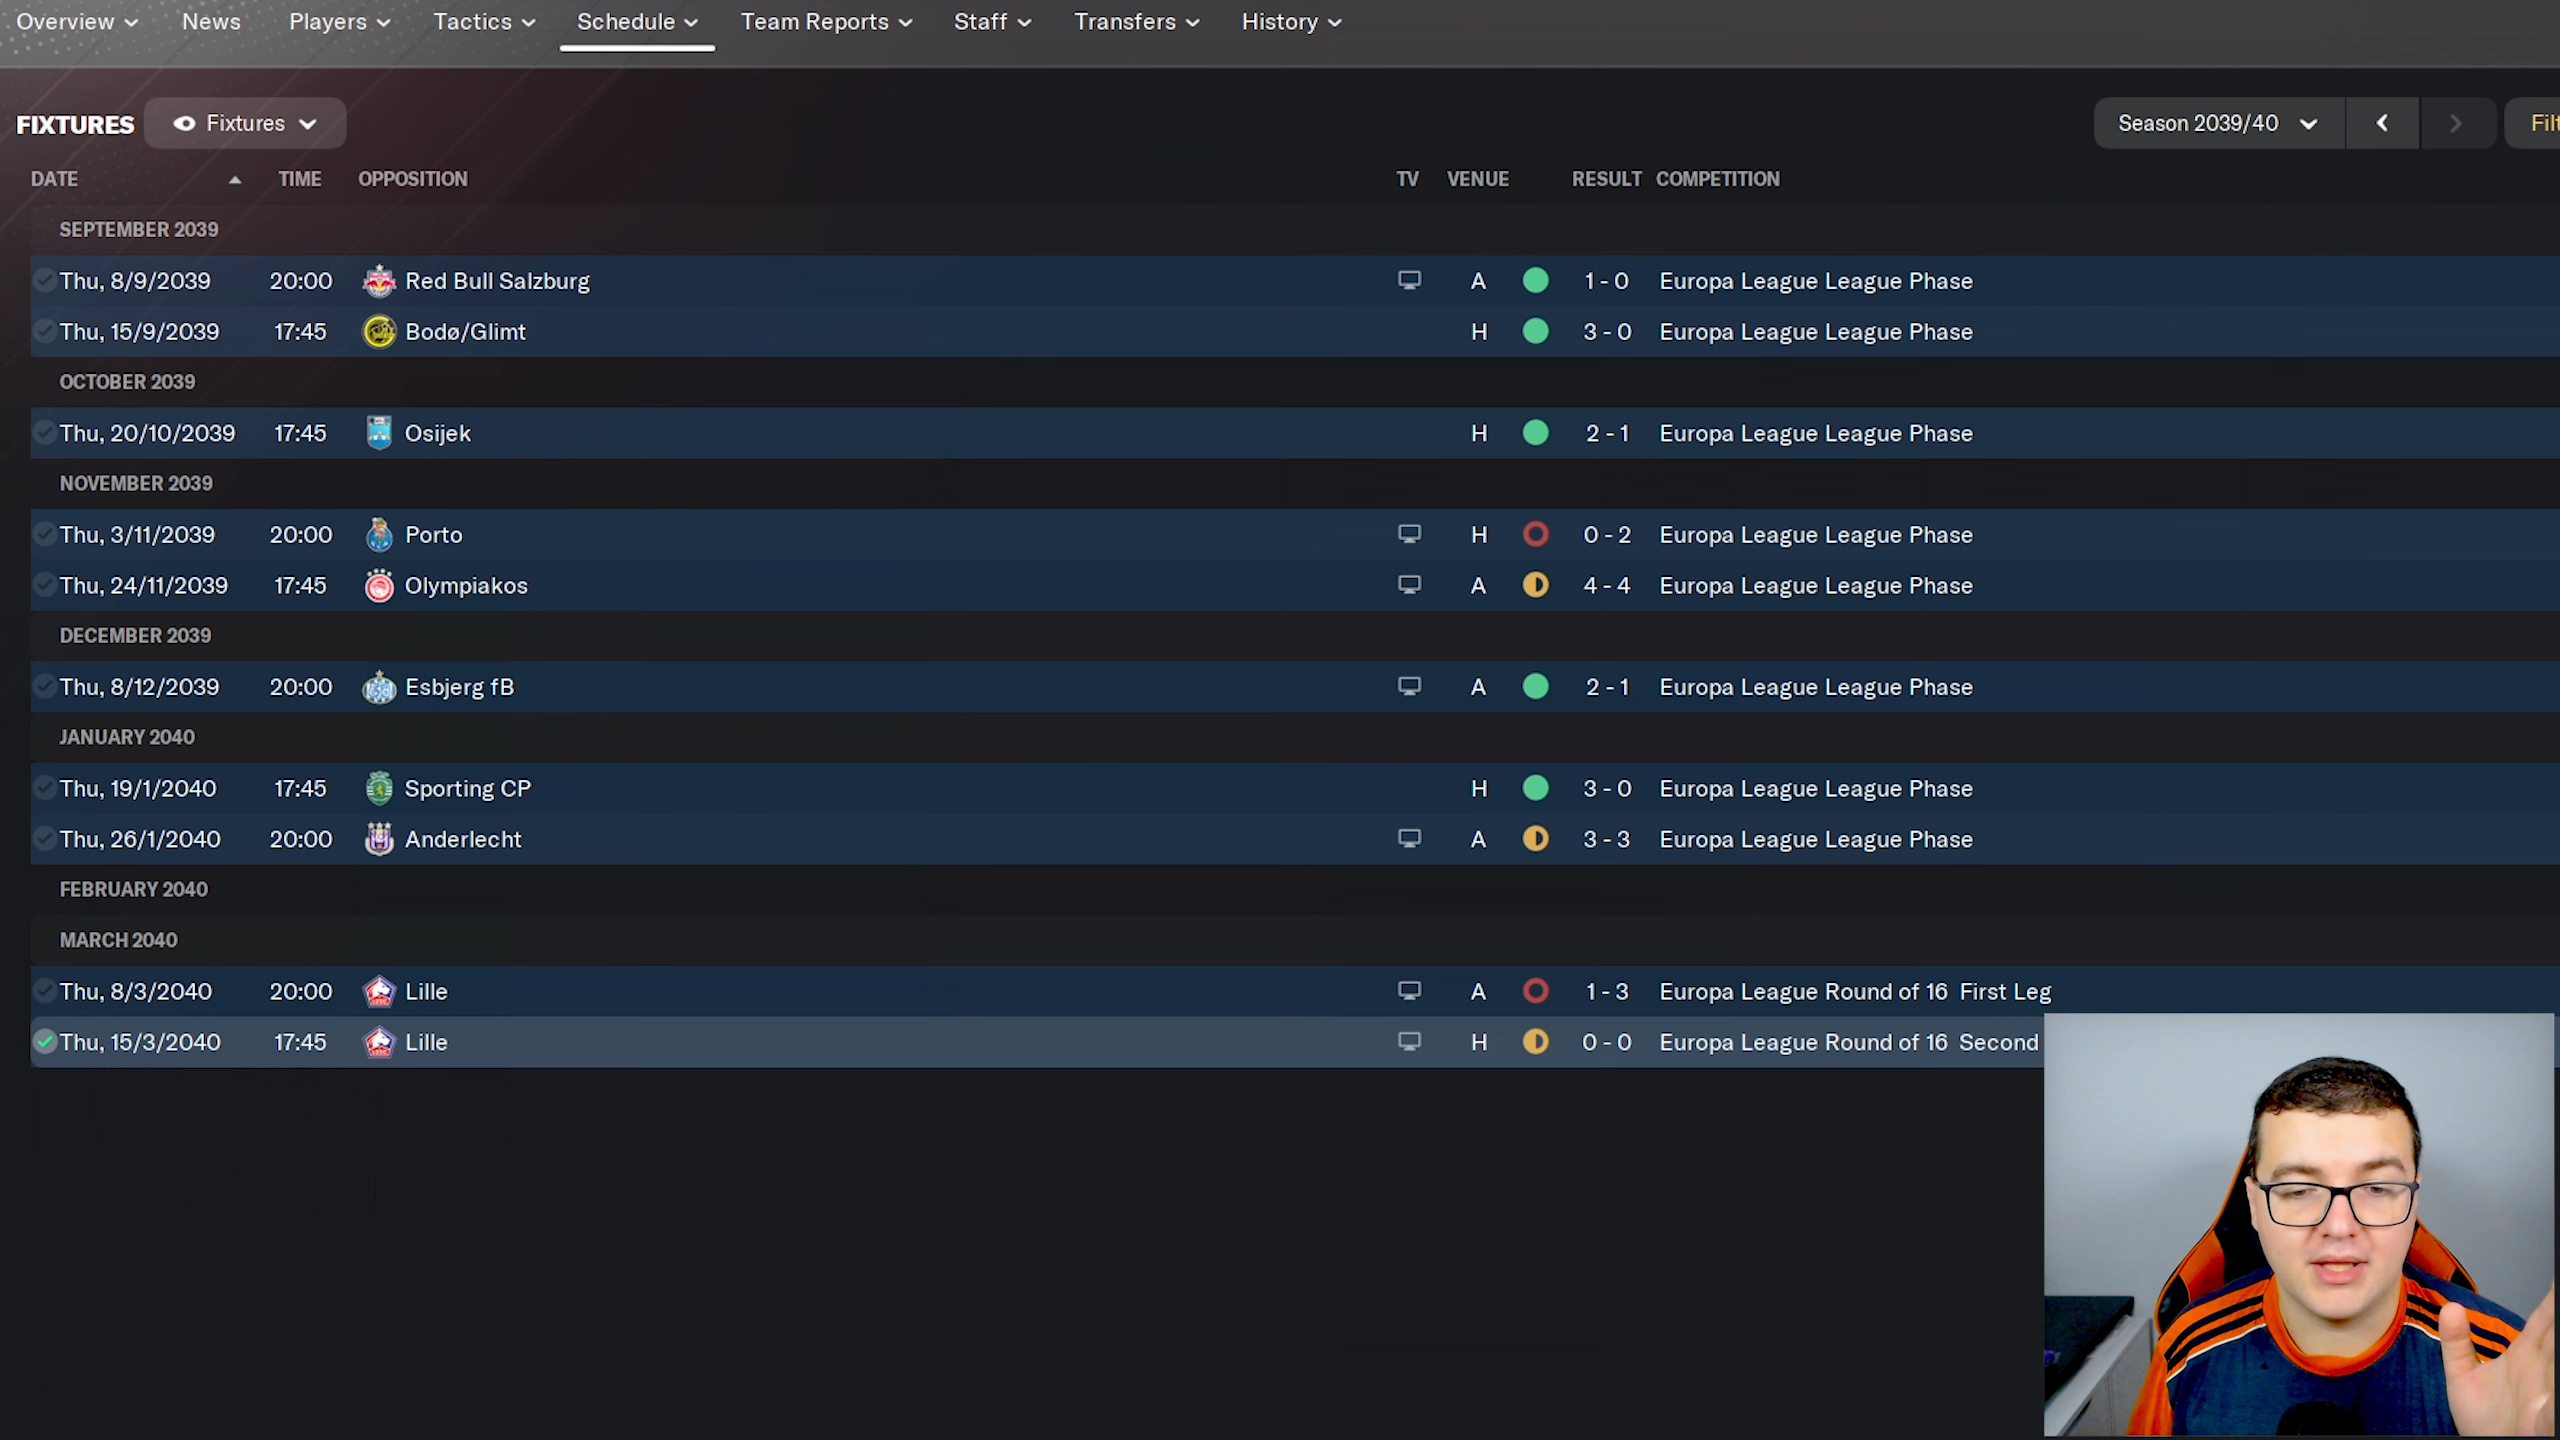 Overview News Players Tactics Schedule Team Reports Staff Transfers History
FIXTURES Fixtures Season 2039/40 Filt
DATE TIME OPPOSITION TV VENUE RESULT COMPETITION
SEPTEMBER 2039
Thu, 8/9/2039 20:00 Red Bull Salzburg A 1 - 0 Europa League League Phase
Thu, 15/9/2039 17:45 Bodø/Glimt H 3 - 0 Europa League League Phase
OCTOBER 2039
Thu, 20/10/2039 17:45 Osijek H 2 - 1 Europa League League Phase
NOVEMBER 2039
Thu, 3/11/2039 20:00 Porto H 0 - 2 Europa League League Phase
Thu, 24/11/2039 17:45 Olympiakos A 4 - 4 Europa League League Phase
DECEMBER 2039
Thu, 8/12/2039 20:00 Esbjerg fB A 2 - 1 Europa League League Phase
JANUARY 2040
Thu, 19/1/2040 17:45 Sporting CP H 3 - 0 Europa League League Phase
Thu, 26/1/2040 20:00 Anderlecht A 3 - 3 Europa League League Phase
FEBRUARY 2040
MARCH 2040
Thu, 8/3/2040 20:00 Lille A 1 - 3 Europa League Round of 16 First Leg
Thu, 15/3/2040 17:45 Lille H 0 - 0 Europa League Round of 16 Second